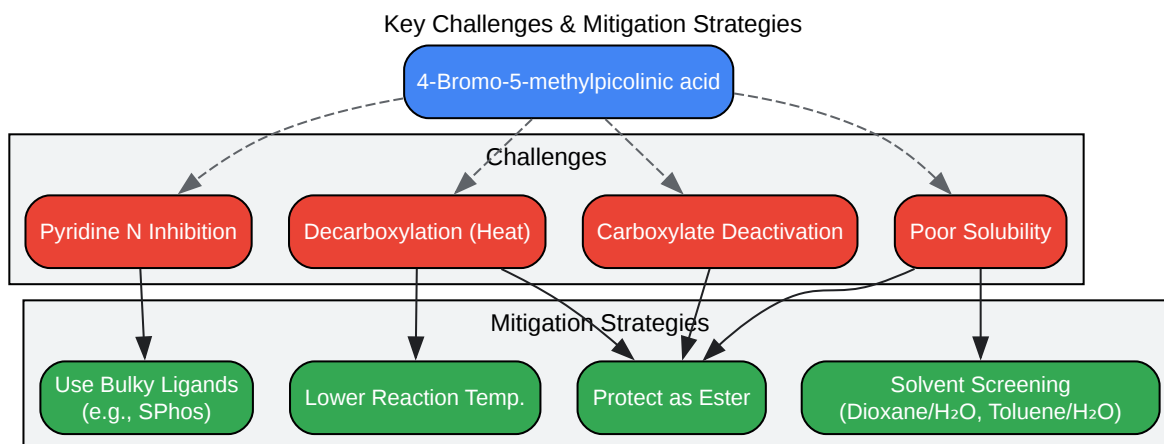 Key Challenges & Mitigation Strategies
4-Bromo-5-methylpicolinic acid
Challenges
Pyridine N Inhibition
Decarboxylation (Heat)
Carboxylate Deactivation
Poor Solubility
Mitigation Strategies
Use Bulky Ligands
(e.g., SPhos)
Lower Reaction Temp.
Protect as Ester
Solvent Screening
(Dioxane/H₂O, Toluene/H₂O)